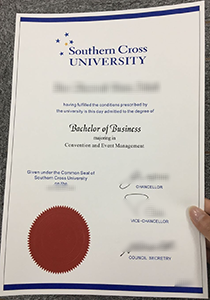 Southern Cross
UNIVERSITY
having fulfilled the conditions prescribed by
the university is this day admitted to the degree of
Bachelor of Business
majoring in
Convention and Event Management
Given under the Common Seal of
Southern Cross University
CHANCELLOR
VICE-CHANCELLOR
COUNCIL SECRETARY